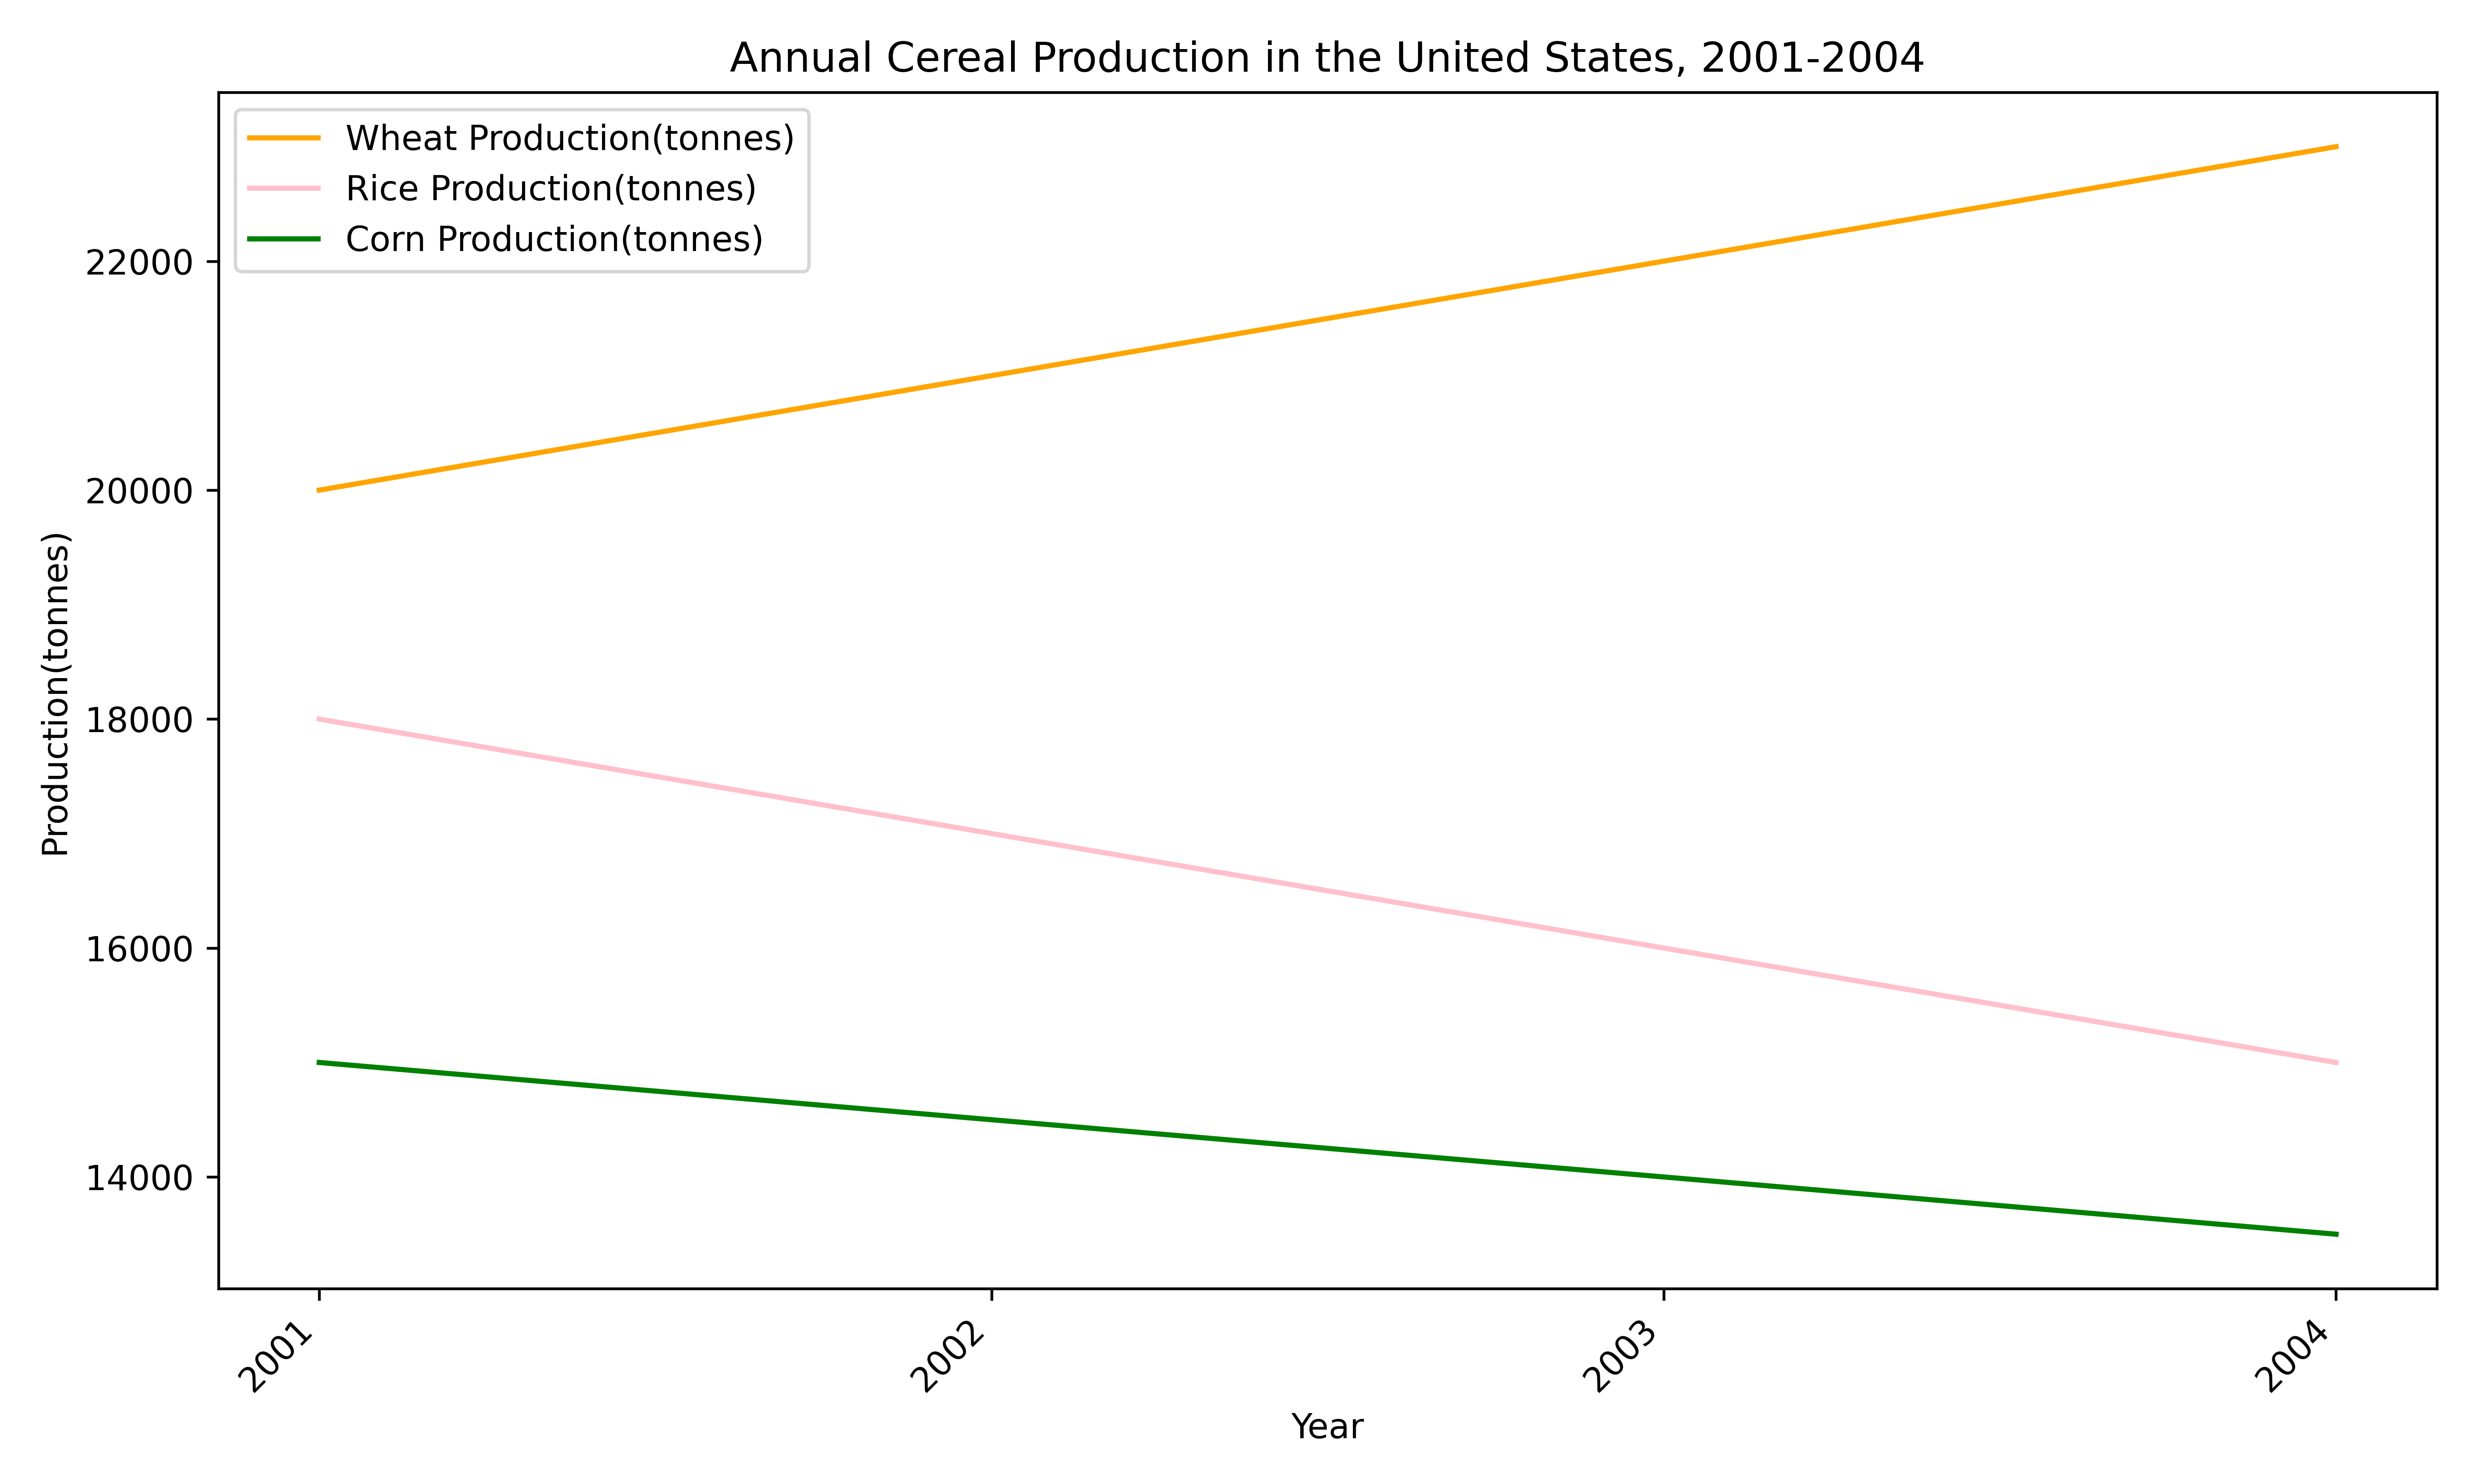 Annual Cereal Production in the United States, 2001-2004
Wheat Production(tonnes)
Rice Production(tonnes)
Corn Production(tonnes)
22000
20000
18000
16000
14000
Production(tonnes)
2001
2002
2003
2004
Year